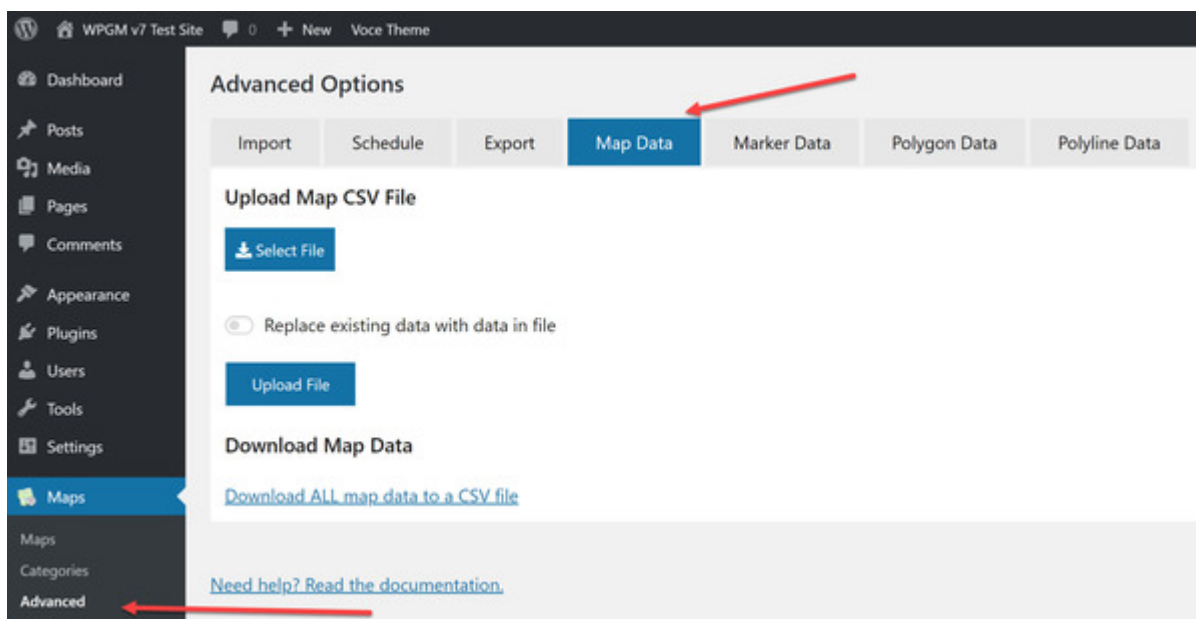 WPGM v7 Test Site 0 New Voce Theme
Dashboard
Posts
Media
Pages
Comments
Appearance
Plugins
Users
Tools
Settings
Maps
Maps
Categories
Advanced
Advanced Options
Import Schedule Export Map Data Marker Data Polygon Data Polyline Data
Upload Map CSV File
Select File
Replace existing data with data in file
Upload File
Download Map Data
Download ALL map data to a CSV file
Need help? Read the documentation.